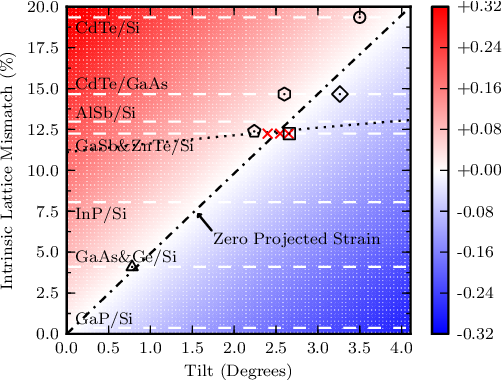 20.0
17.5
15.0
12.5
10.0
7.5
5.0
2.5
0.0
Intrinsic Lattice Mismatch (%)
CdTe/Si
CdTe/GaAs
AlSb/Si
GaSb&ZnTe/Si
InP/Si
Zero Projected Strain
GaAs&Ge/Si
GaP/Si
0.0 0.5 1.0 1.5 2.0 2.5 3.0 3.5 4.0
Tilt (Degrees)
+0.32
+0.24
+0.16
+0.08
+0.00
-0.08
-0.16
-0.24
-0.32